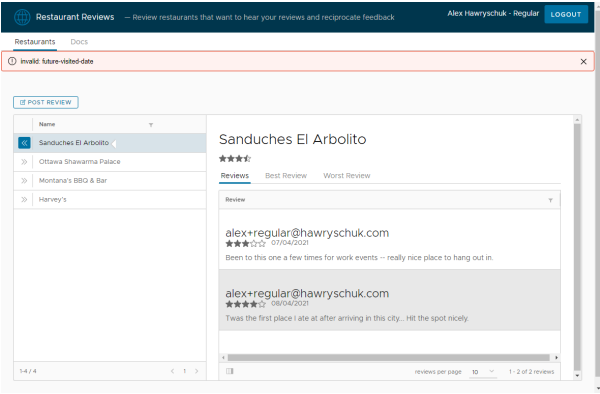 Restaurant Reviews — Review restaurants that want to hear your reviews and reciprocate feedback Alex Hawryschuk - Regular LOGOUT
Restaurants Docs
invalid: future-visited-date
POST REVIEW
Name
Sanduches El Arbolito
Ottawa Shawarma Palace
Montana's BBQ & Bar
Harvey's
1-4 / 4 1
Sanduches El Arbolito
Reviews Best Review Worst Review
Review
alex+regular@hawryschuk.com
07/04/2021
Been to this one a few times for work events -- really nice place to hang out in.
alex+regular@hawryschuk.com
08/04/2021
Twas the first place I ate at after arriving in this city... Hit the spot nicely.
reviews per page 10 1 - 2 of 2 reviews